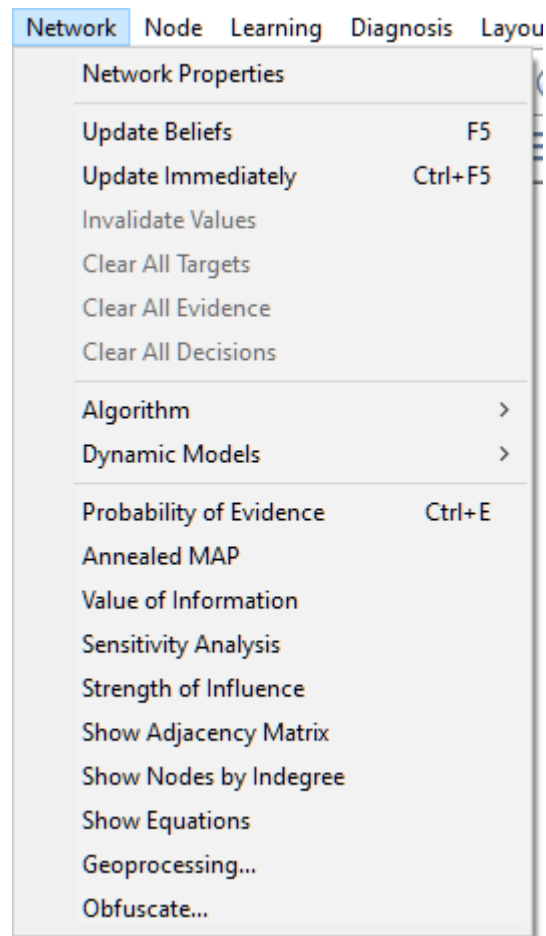 Network Node Learning Diagnosis Layou
Network Properties
Update Beliefs F5
Update Immediately Ctrl+F5
Invalidate Values
Clear All Targets
Clear All Evidence
Clear All Decisions
Algorithm >
Dynamic Models >
Probability of Evidence Ctrl+E
Annealed MAP
Value of Information
Sensitivity Analysis
Strength of Influence
Show Adjacency Matrix
Show Nodes by Indegree
Show Equations
Geoprocessing...
Obfuscate...